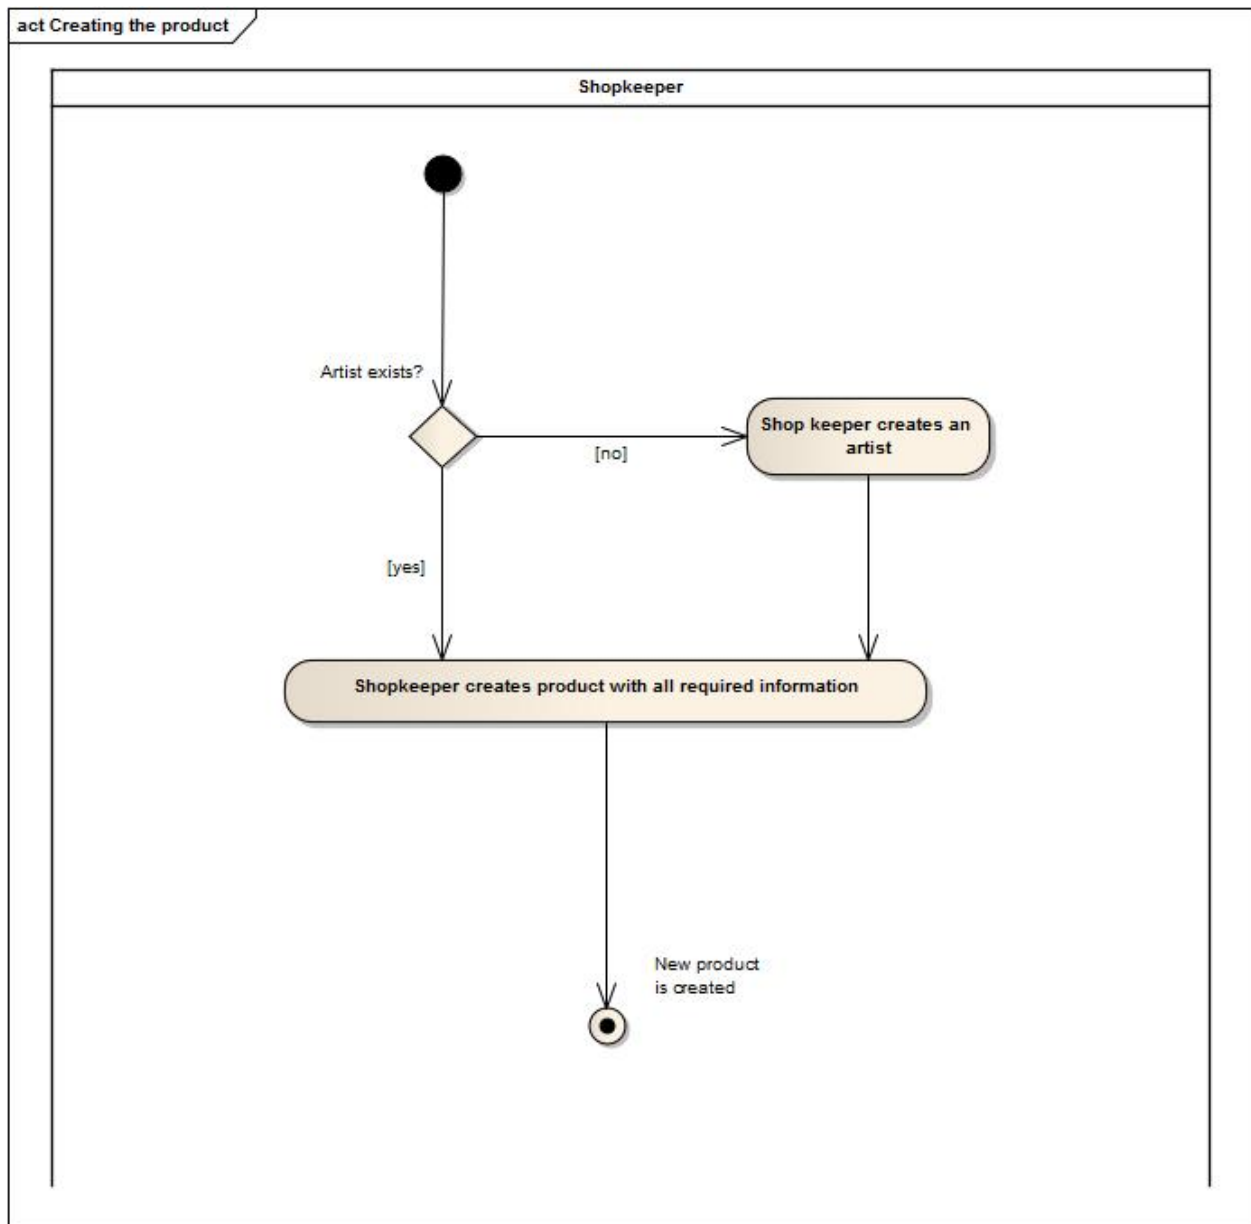 act Creating the product
Shopkeeper
Artist exists?
[no]
Shop keeper creates an
artist
[yes]
Shopkeeper creates product with all required information
New product
is created